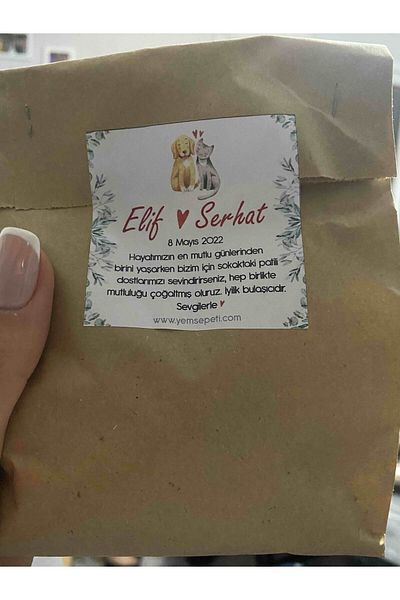 Elif ♥ Serhat
8 Mayıs 2022
Hayatımızın en mutlu günlerinden
birini yaşarken bizim için sokaktaki patili
dostlarımızı sevindirirseniz, hep birlikte
mutluluğu çoğaltmış oluruz. İyilik bulaşıcıdır.
Sevgilerle ♥
www.yemsepeti.com